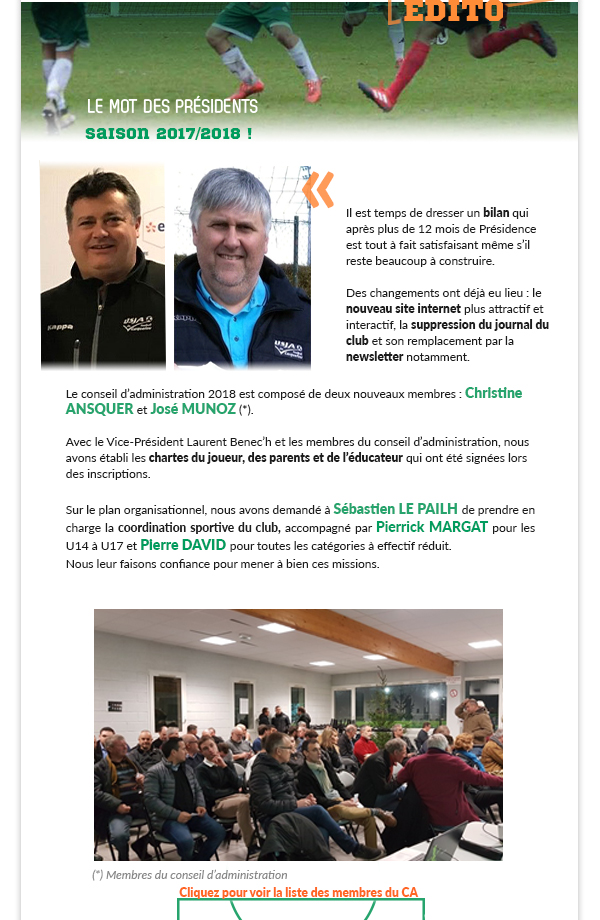 EDITO
LE MOT DES PRÉSIDENTS
SAISON 2017/2018 !
«
Il est temps de dresser un bilan qui
après plus de 12 mois de Présidence
est tout à fait satisfaisant même s'il
reste beaucoup à construire.
Des changements ont déjà eu lieu : le
nouveau site internet plus attractif et
interactif, la suppression du journal du
club et son remplacement par la
newsletter notamment.
kappa
USJA
Carquefou
USJA
Carquefou
Le conseil d'administration 2018 est composé de deux nouveaux membres : Christine
ANSQUER et José MUNOZ (*).
Avec le Vice-Président Laurent Benec'h et les membres du conseil d'administration, nous
avons établi les chartes du joueur, des parents et de l'éducateur qui ont été signées lors
des inscriptions.
Sur le plan organisationnel, nous avons demandé à Sébastien LE PAILH de prendre en
charge la coordination sportive du club, accompagné par Pierrick MARGAT pour les
U14 à U17 et Pierre DAVID pour toutes les catégories à effectif réduit.
Nous leur faisons confiance pour mener à bien ces missions.
(*) Membres du conseil d'administration
Cliquez pour voir la liste des membres du CA